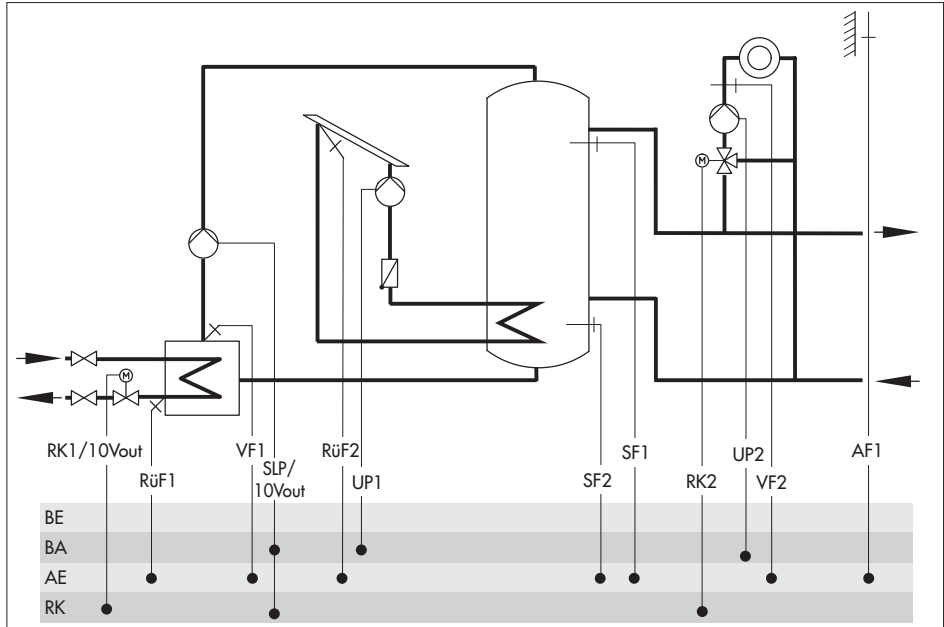 M
M
RK1/10Vout
RüF1
VF1
SLP/
10Vout
RüF2
UP1
SF2
SF1
RK2
UP2
VF2
AF1
BE
BA
AE
RK